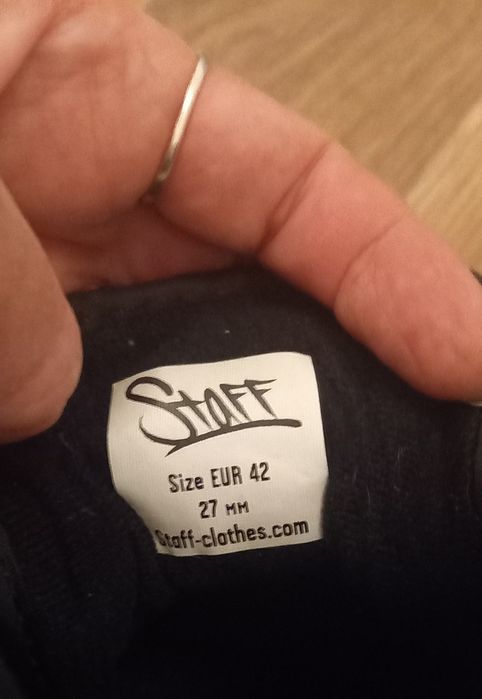 Staff
Size EUR 42
27 мм
Staff-clothes.com